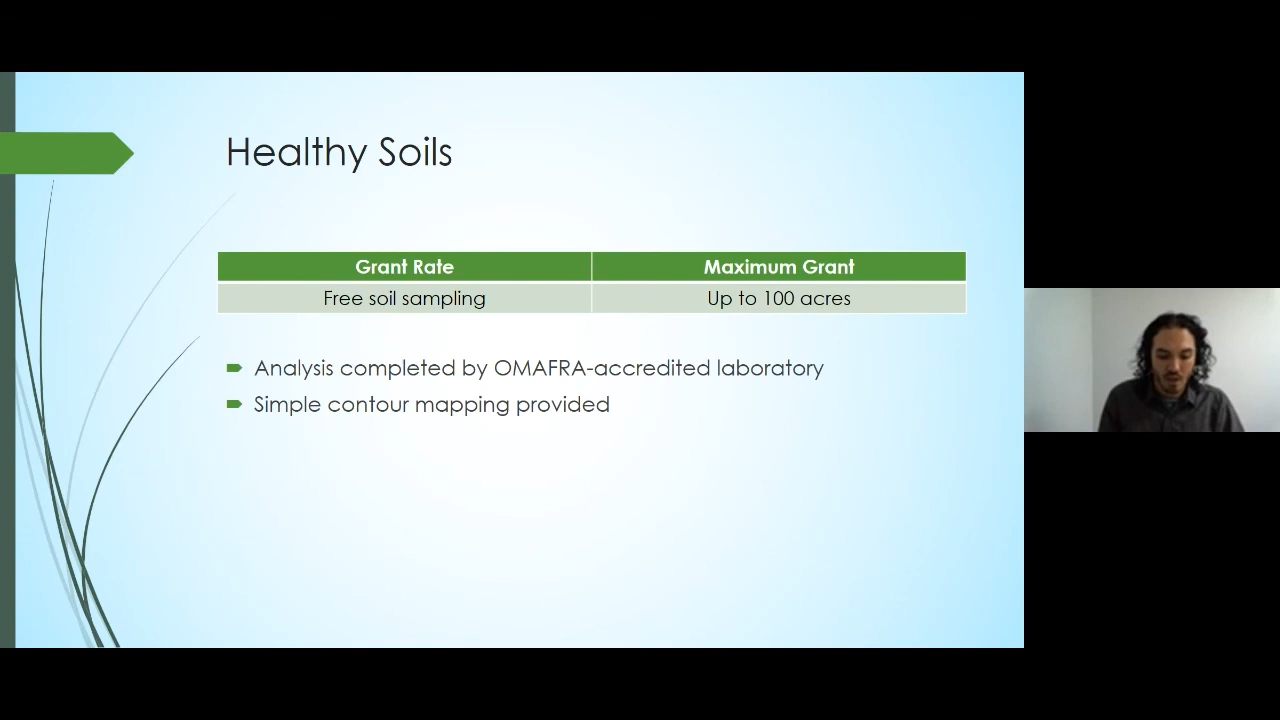 Healthy Soils
Grant Rate
Maximum Grant
Free soil sampling
Up to 100 acres
Analysis completed by OMAFRA-accredited laboratory
Simple contour mapping provided